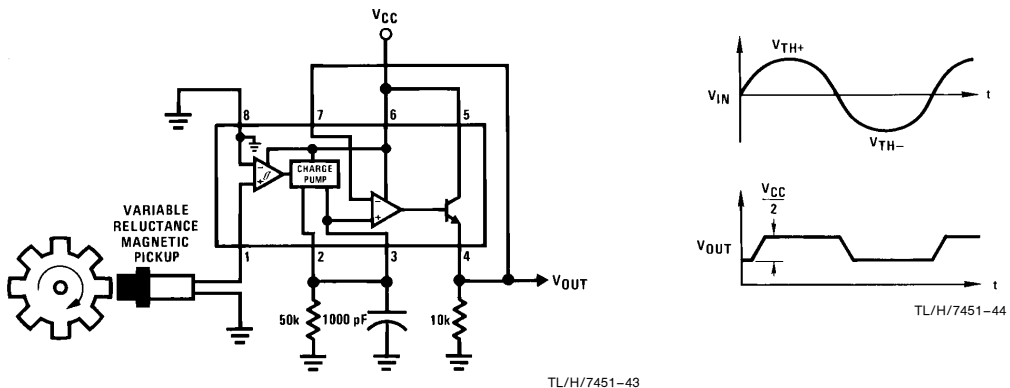 VCC
8
7
6
5
CHARGE
PUMP
−
+
−
+
VARIABLE
RELUCTANCE
MAGNETIC
PICKUP
1
2
3
4
VOUT
50k
1000 pF
10k
TL/H/7451–43
VTH+
VIN
t
VTH−
VCC
2
VOUT
t
TL/H/7451–44